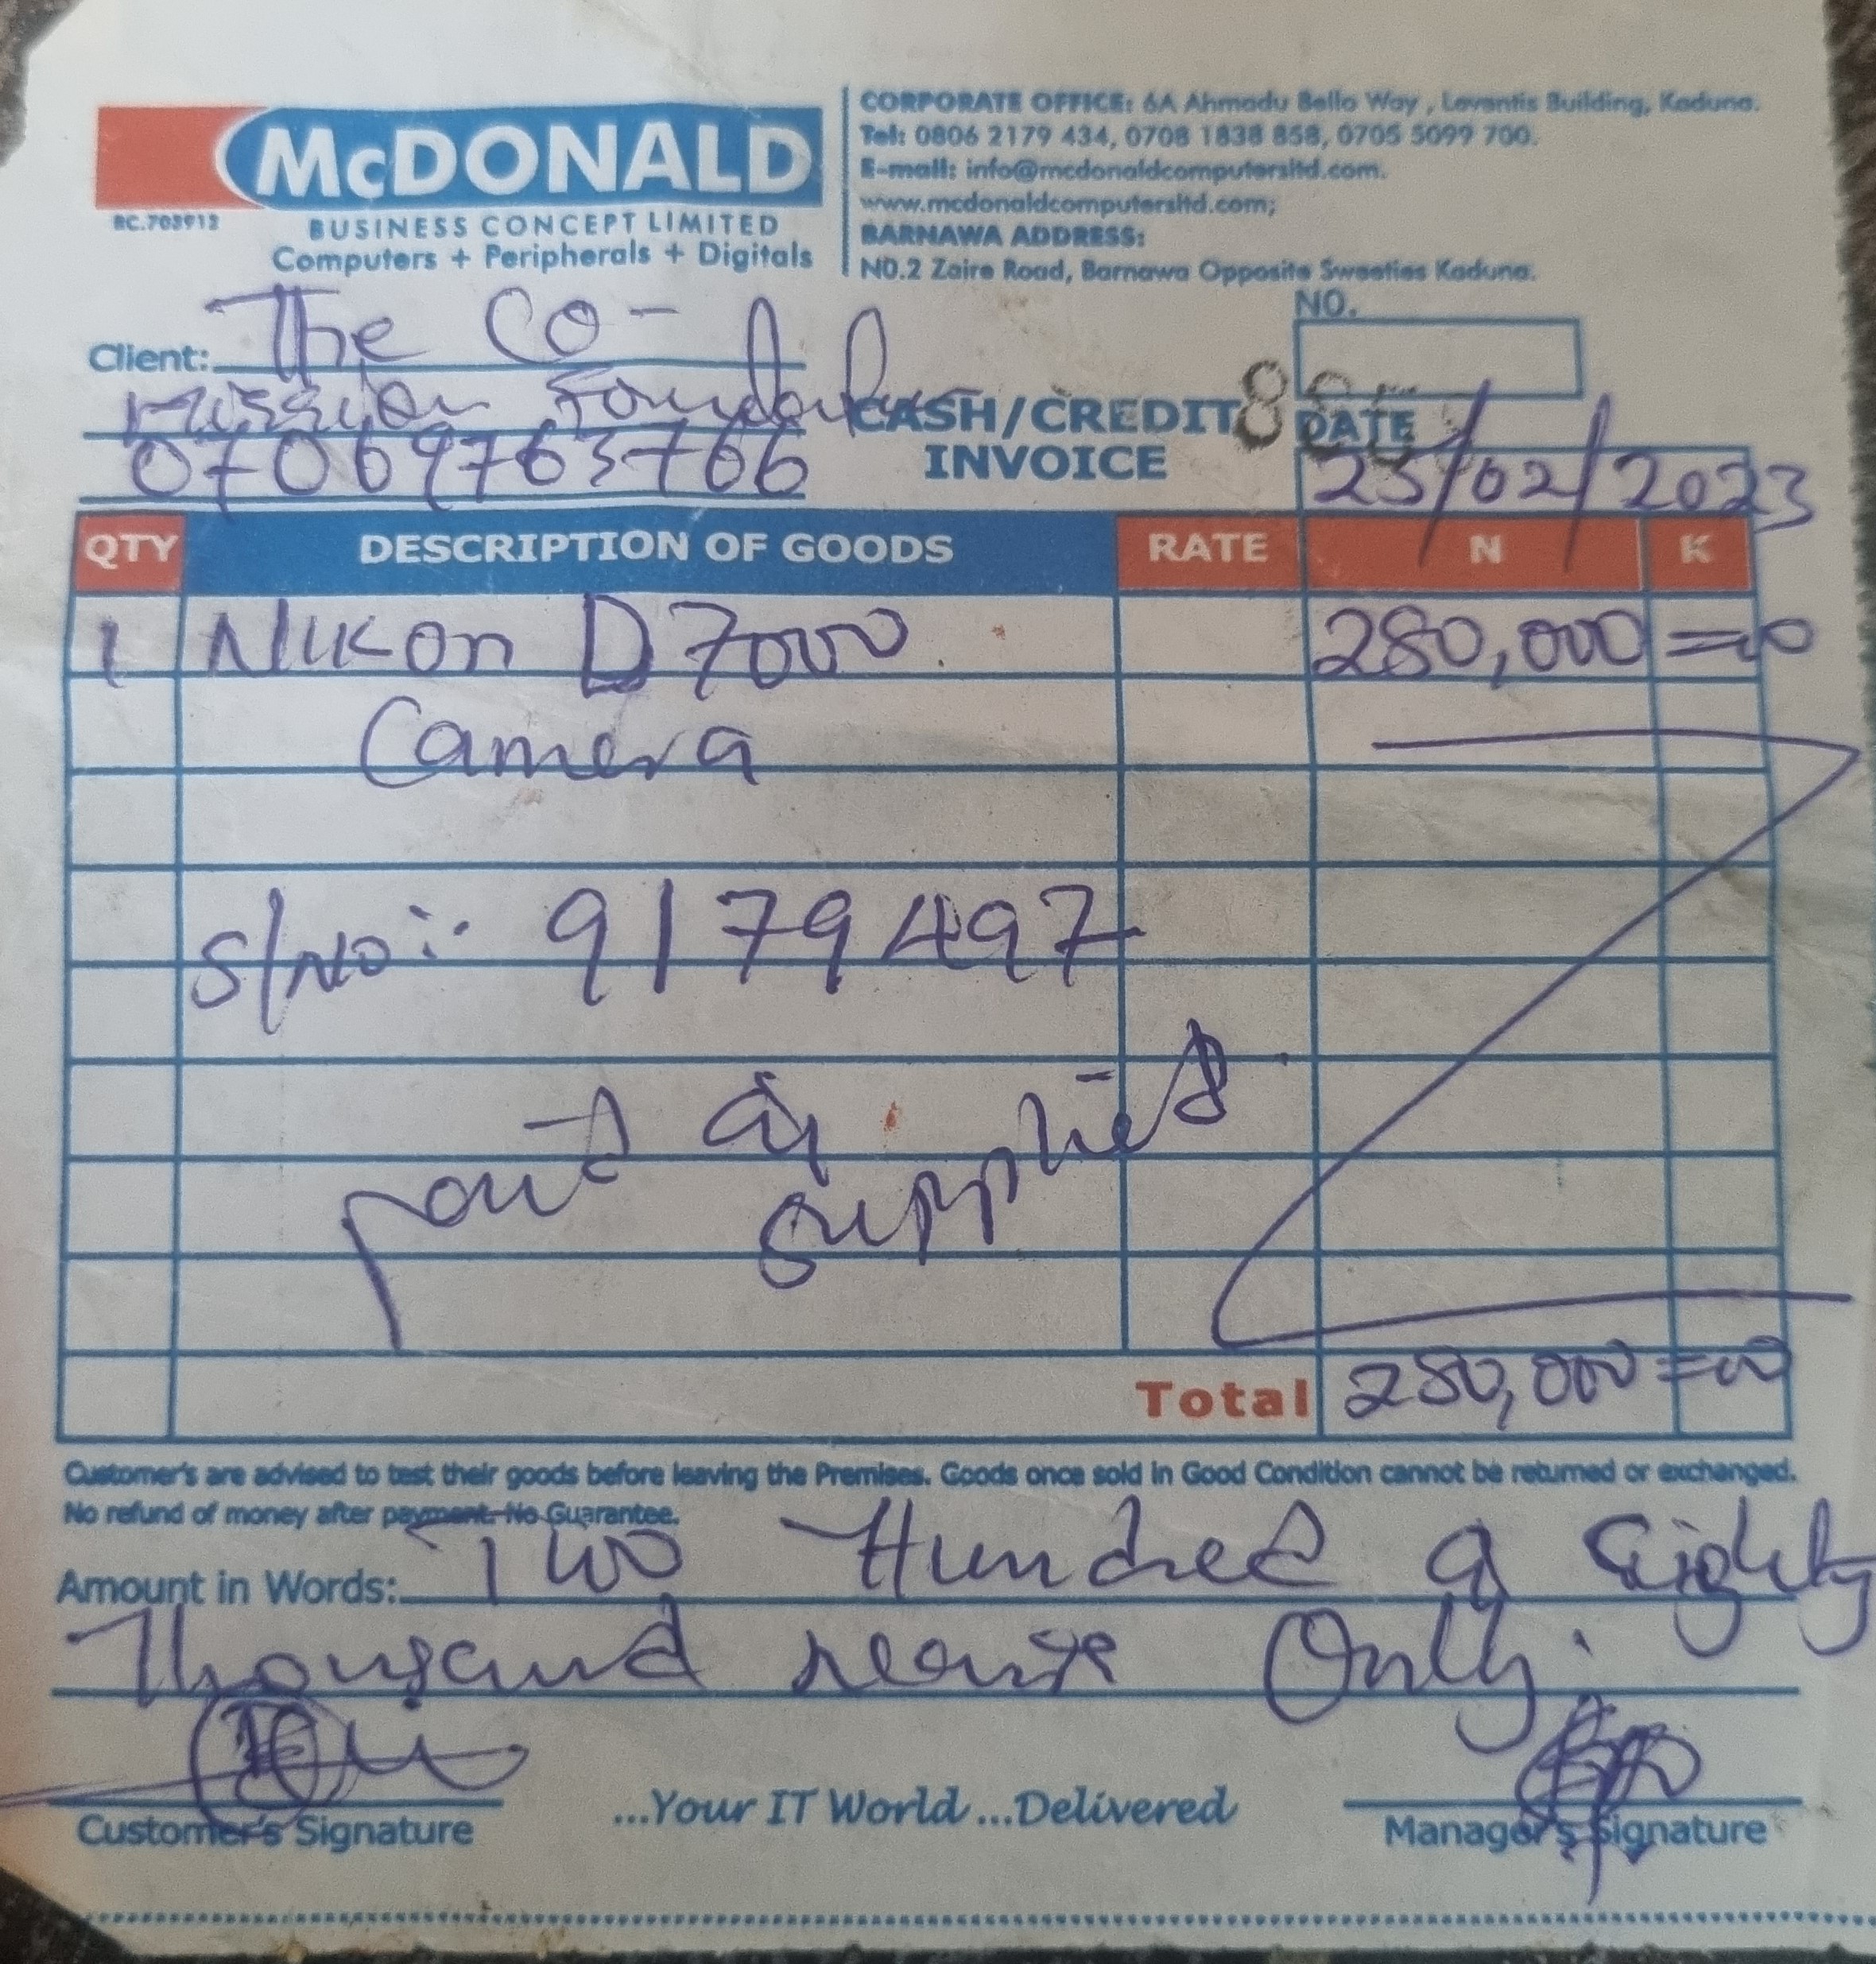 McDONALD
RC.703912
BUSINESS CONCEPT LIMITED
Computers + Peripherals + Digitals
CORPORATE OFFICE: 6A Ahmadu Bello Way, Leventis Building, Kaduna.
Tel: 0806 2179 434, 0708 1838 858, 0705 5099 700.
E-mail: info@mcdonaldcomputersltd.com.
www.mcdonaldcomputersltd.com;
BARNAWA ADDRESS:
NO.2 Zaire Road, Barnawa Opposite Sweeties Kaduna.
NO.
Client: The Co-
mission
07069763766
CASH/CREDIT
INVOICE
DATE
25/02/2023
QTY DESCRIPTION OF GOODS RATE N K
1 Nikon D7000 280,000=00
Camera
S/No:- 9179497
supplied
Total 280,000=00
Customer's are advised to test their goods before leaving the Premises. Goods once sold in Good Condition cannot be returned or exchanged.
No refund of money after payment. No Guarantee.
Amount in Words: Two Hundred & Eighty
Thousand Only.
Customer's Signature
...Your IT World ...Delivered
Manager's Signature